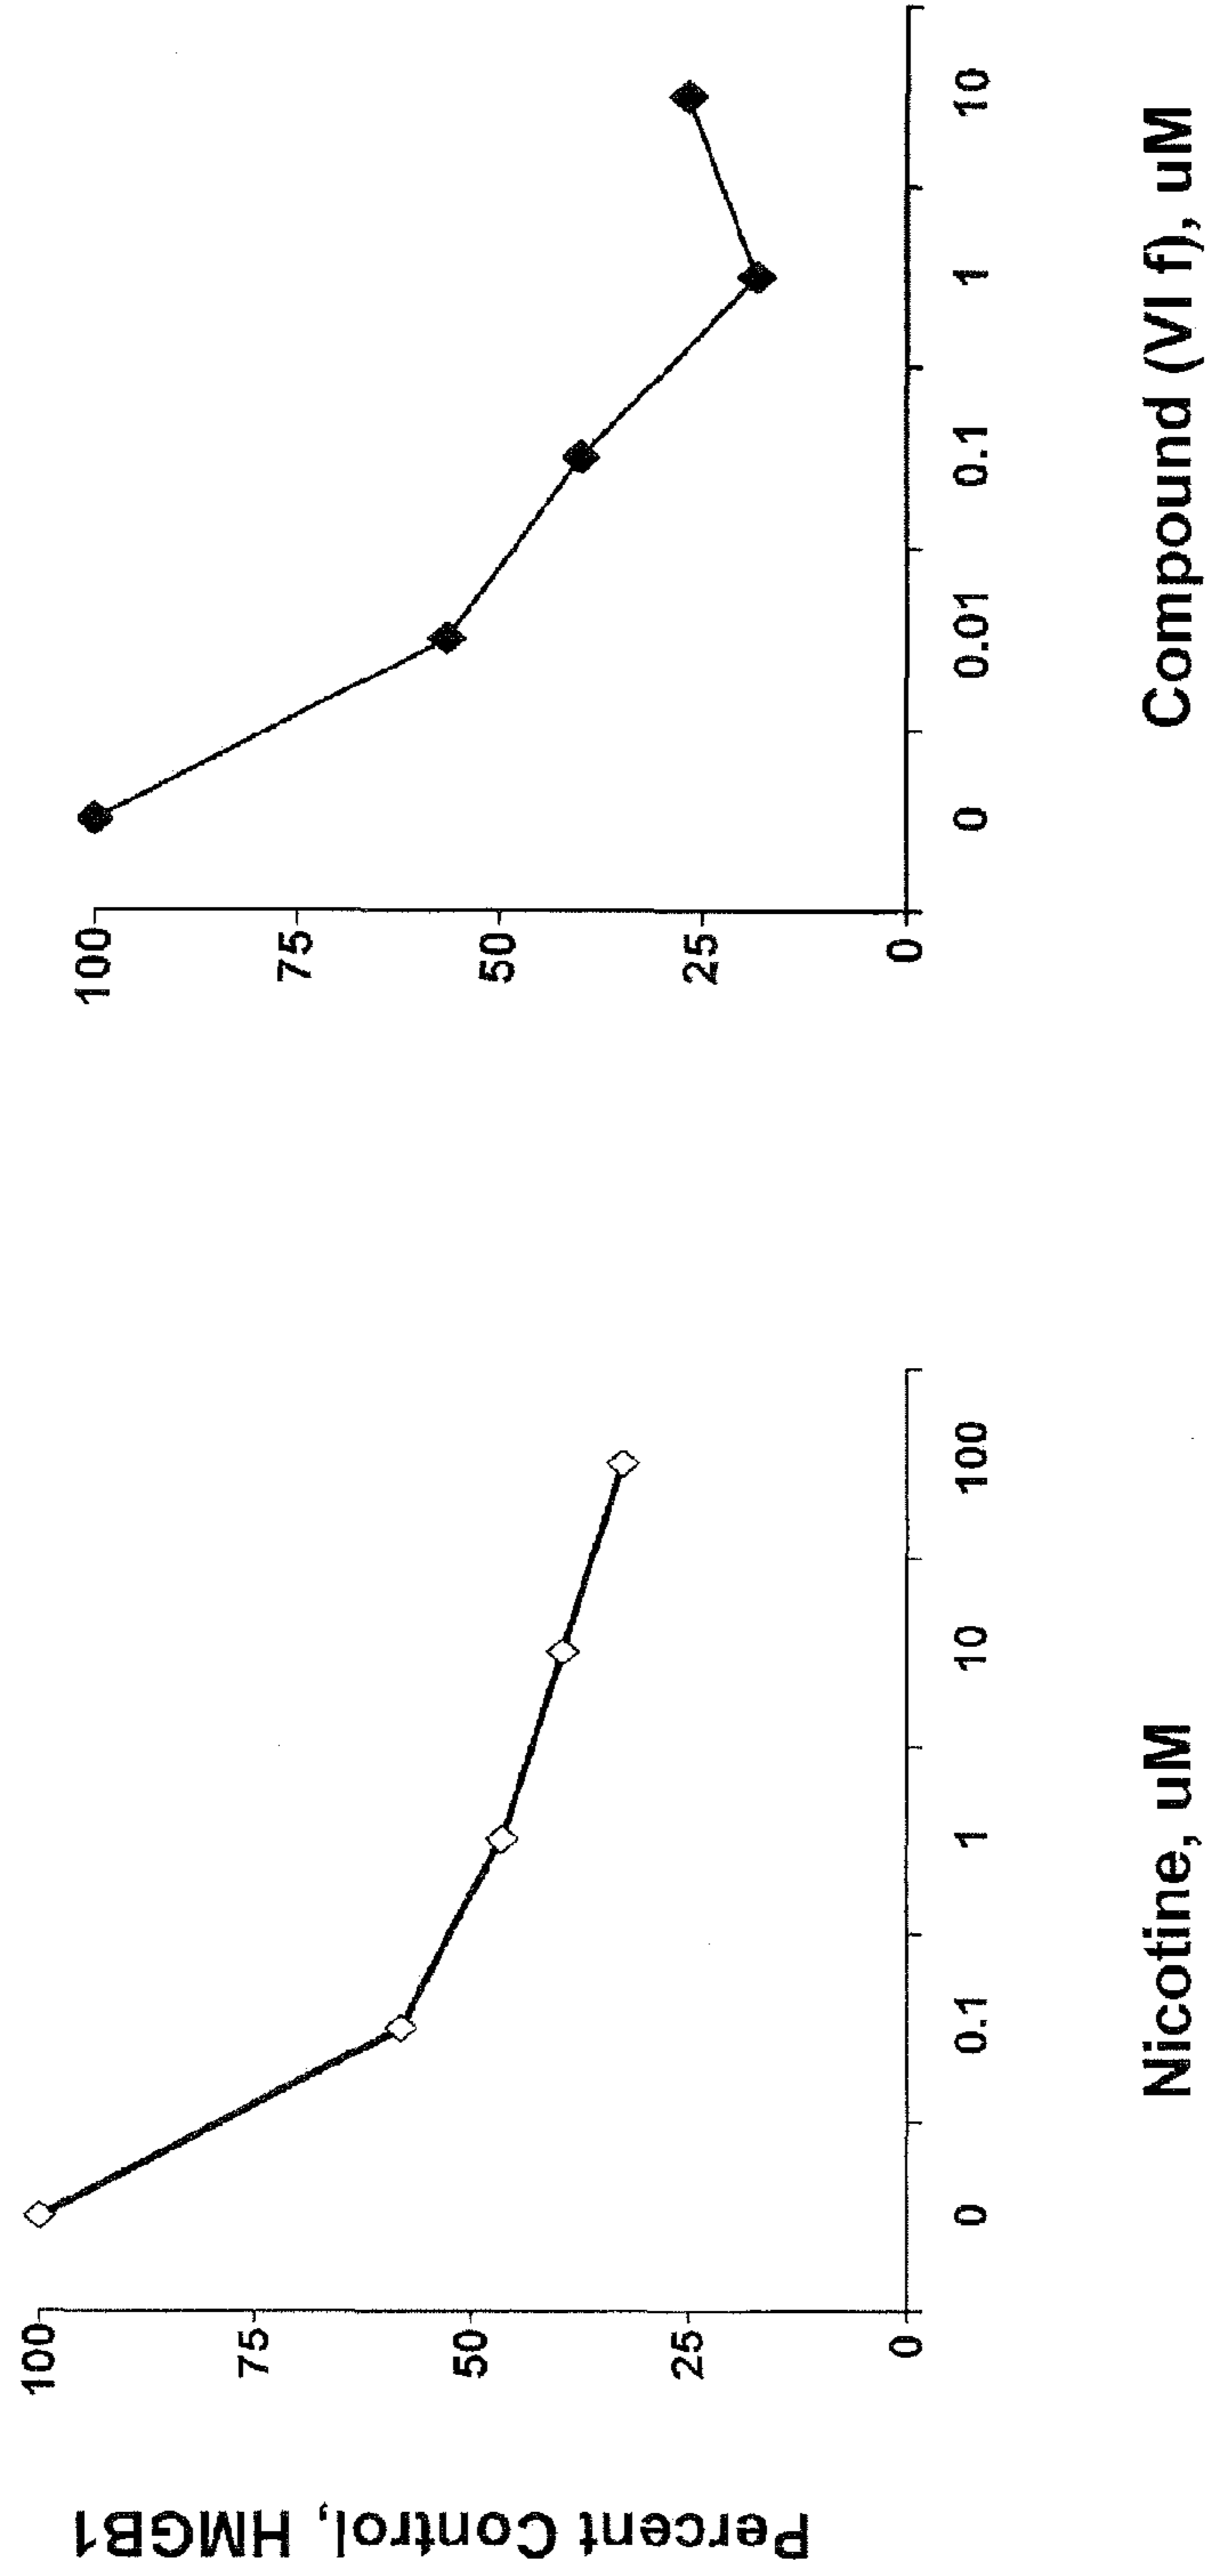 Percent Control, HMGB1
100
75
50
25
0
0 0.1 1 10 100
Nicotine, uM
100
75
50
25
0
0 0.01 0.1 1 10
Compound (VI f), uM